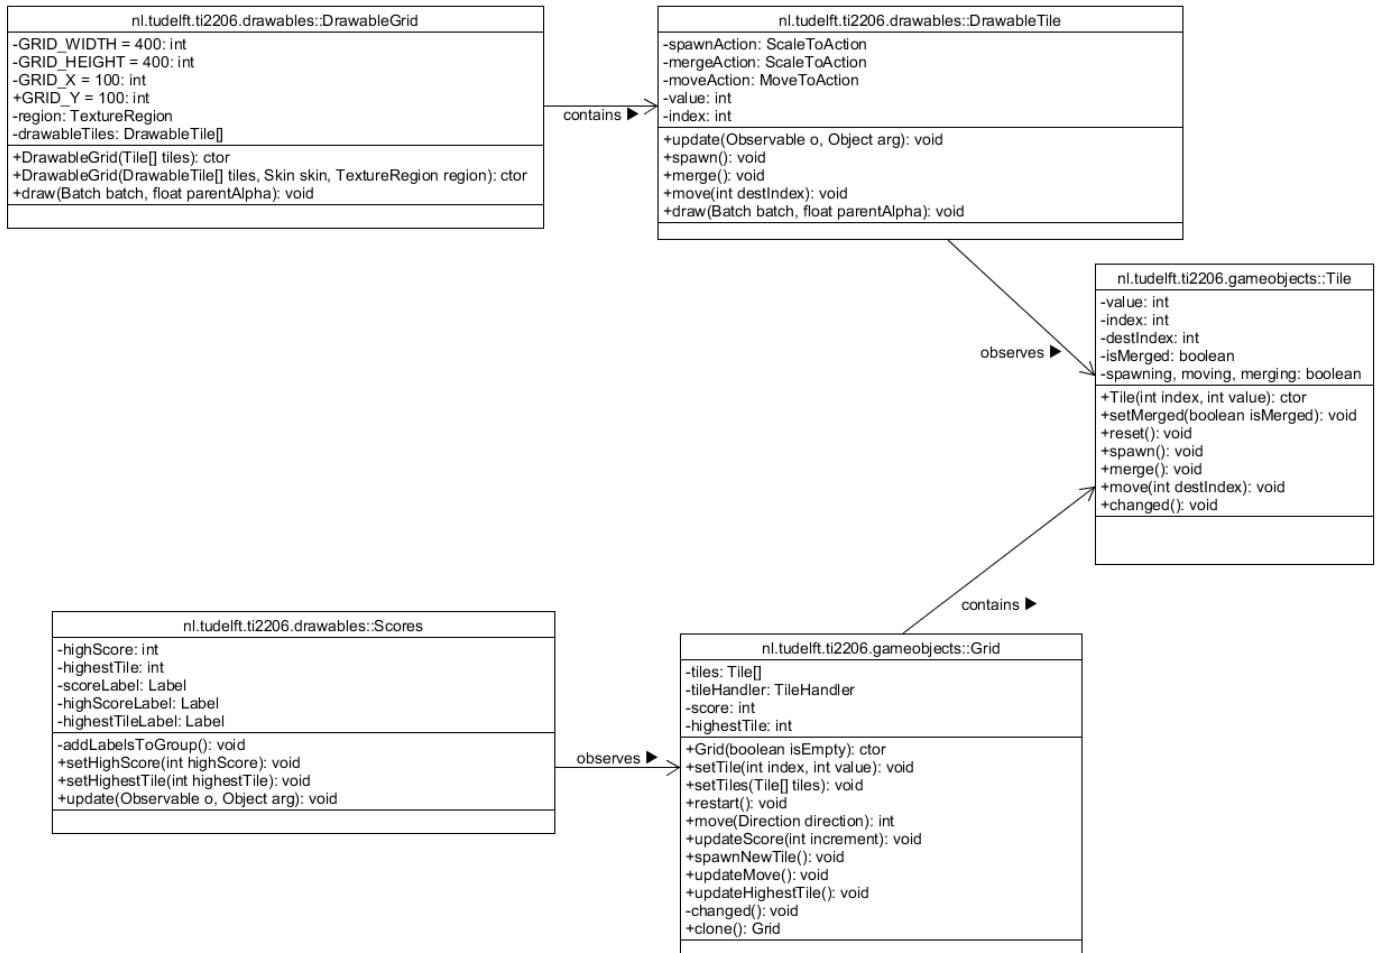 nl.tudelft.ti2206.drawables::DrawableGrid
-GRID_WIDTH = 400: int
-GRID_HEIGHT = 400: int
-GRID_X = 100: int
+GRID_Y = 100: int
-region: TextureRegion
-drawableTiles: DrawableTile[]
+DrawableGrid(Tile[] tiles): ctor
+DrawableGrid(DrawableTile[] tiles, Skin skin, TextureRegion region): ctor
+draw(Batch batch, float parentAlpha): void
contains ▶
nl.tudelft.ti2206.drawables::DrawableTile
-spawnAction: ScaleToAction
-mergeAction: ScaleToAction
-moveAction: MoveToAction
-value: int
-index: int
+update(Observable o, Object arg): void
+spawn(): void
+merge(): void
+move(int destIndex): void
+draw(Batch batch, float parentAlpha): void
observes ▶
nl.tudelft.ti2206.gameobjects::Tile
-value: int
-index: int
-destIndex: int
-isMerged: boolean
-spawning, moving, merging: boolean
+Tile(int index, int value): ctor
+setMerged(boolean isMerged): void
+reset(): void
+spawn(): void
+merge(): void
+move(int destIndex): void
+changed(): void
contains ▶
nl.tudelft.ti2206.drawables::Scores
-highScore: int
-highestTile: int
-scoreLabel: Label
-highScoreLabel: Label
-highestTileLabel: Label
-addLabelsToGroup(): void
+setHighScore(int highScore): void
+setHighestTile(int highestTile): void
+update(Observable o, Object arg): void
observes ▶
nl.tudelft.ti2206.gameobjects::Grid
-tiles: Tile[]
-tileHandler: TileHandler
-score: int
-highestTile: int
+Grid(boolean isEmpty): ctor
+setTile(int index, int value): void
+setTiles(Tile[] tiles): void
+restart(): void
+move(Direction direction): int
+updateScore(int increment): void
+spawnNewTile(): void
+updateMove(): void
+updateHighestTile(): void
-changed(): void
+clone(): Grid